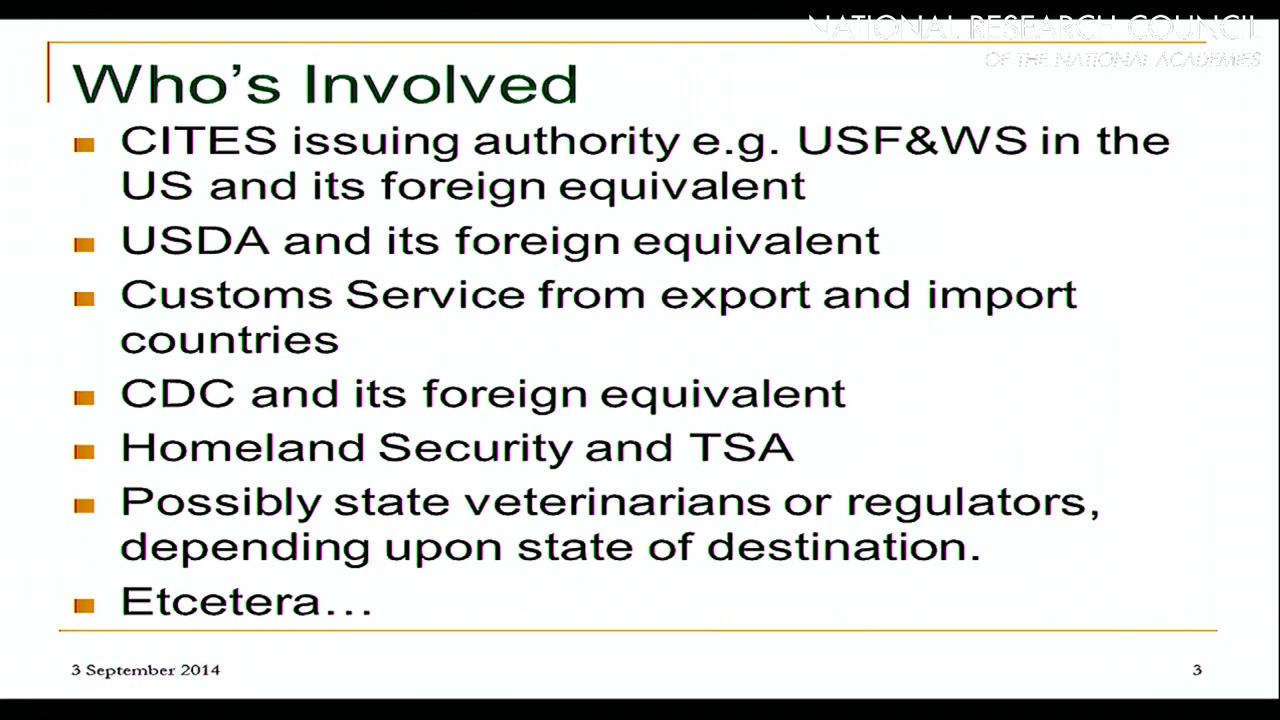 NATIONAL RESEARCH COUNCIL
OF THE NATIONAL ACADEMIES
Who's Involved
CITES issuing authority e.g. USF&WS in the
US and its foreign equivalent
USDA and its foreign equivalent
Customs Service from export and import
countries
CDC and its foreign equivalent
Homeland Security and TSA
Possibly state veterinarians or regulators,
depending upon state of destination.
Etcetera…
3 September 2014
3